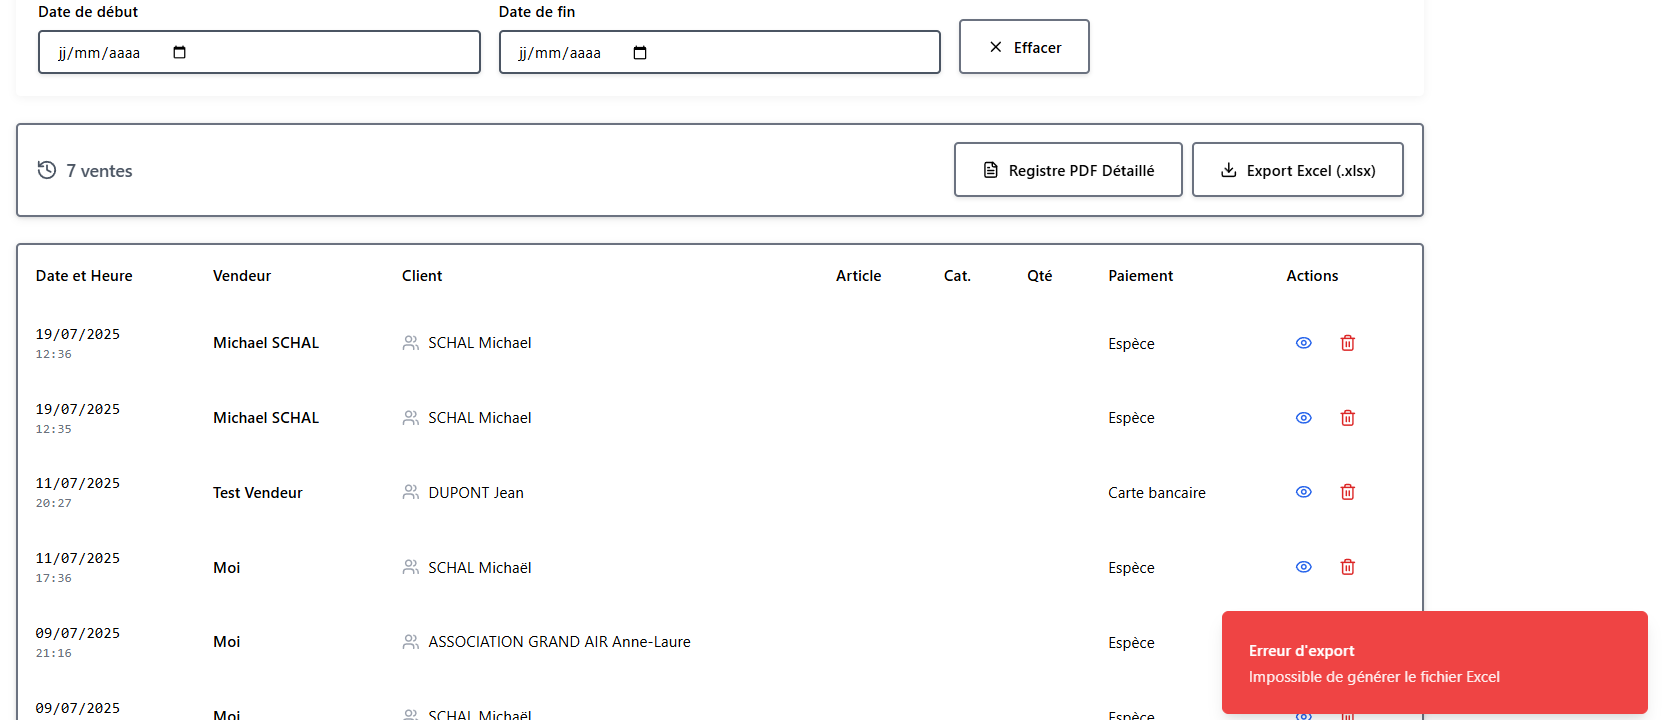 Date de début Date de fin
jj/mm/aaaa jj/mm/aaaa Effacer
7 ventes Registre PDF Détaillé Export Excel (.xlsx)
Date et Heure Vendeur Client Article Cat. Qté Paiement Actions
19/07/2025
12:36
Michael SCHAL SCHAL Michael Espèce
19/07/2025
12:35
Michael SCHAL SCHAL Michael Espèce
11/07/2025
20:27
Test Vendeur DUPONT Jean Carte bancaire
11/07/2025
17:36
Moi SCHAL Michaël Espèce
09/07/2025
21:16
Moi ASSOCIATION GRAND AIR Anne-Laure Espèce
09/07/2025
Moi SCHAL Michaël Espèce
Erreur d'export
Impossible de générer le fichier Excel